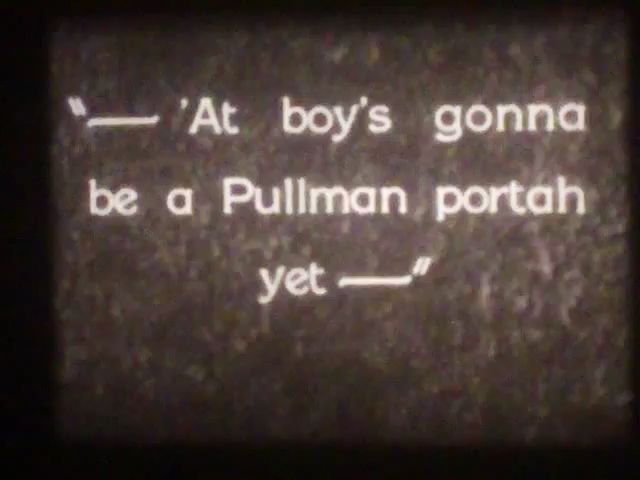 "— 'At boy's gonna
be a Pullman portah
yet —"